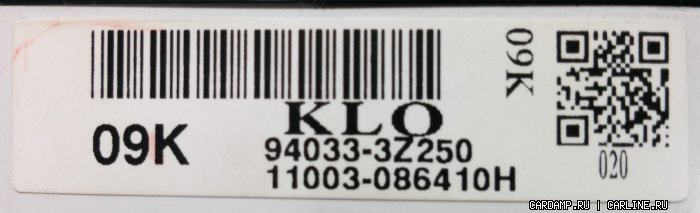 KLO
09K
94033-3Z250
11003-086410H
09K
020
CARDAMP.RU | CARLINE.RU